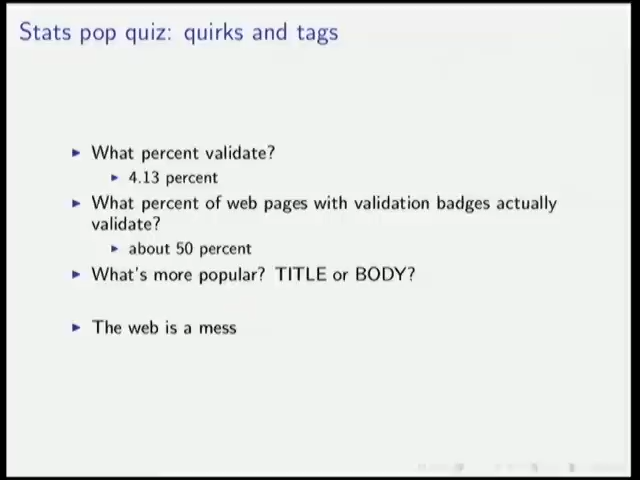 Stats pop quiz: quirks and tags
What percent validate?
4.13 percent
What percent of web pages with validation badges actually
validate?
about 50 percent
What's more popular? TITLE or BODY?
The web is a mess